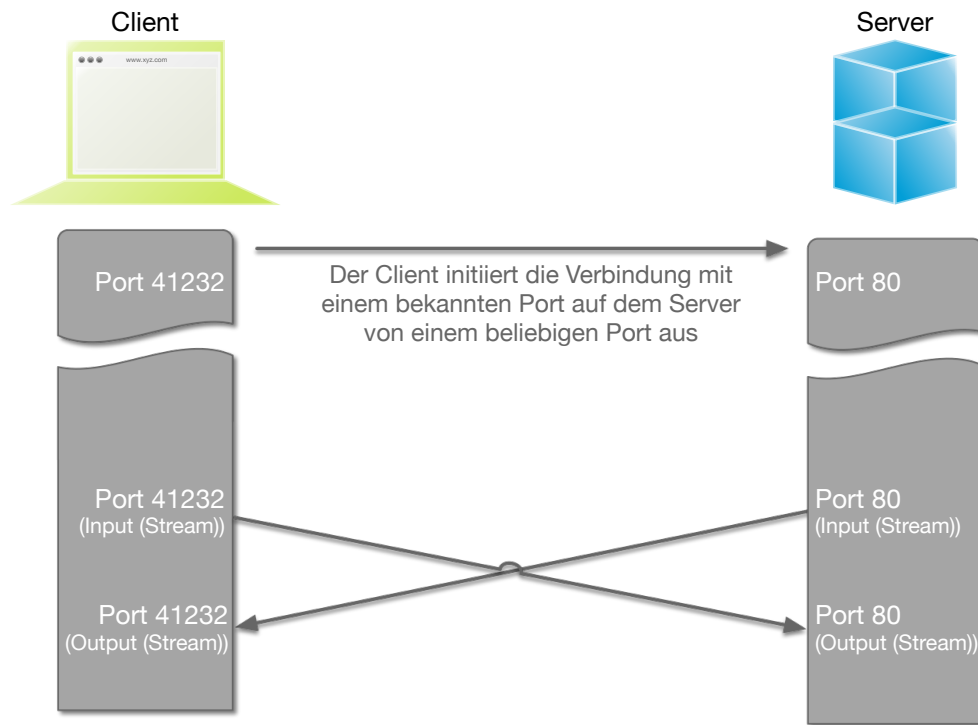 Client
Server
www.xyz.com
Port 41232
Der Client initiiert die Verbindung mit
einem bekannten Port auf dem Server
von einem beliebigen Port aus
Port 80
Port 41232
(Input (Stream))
Port 80
(Input (Stream))
Port 41232
(Output (Stream))
Port 80
(Output (Stream))